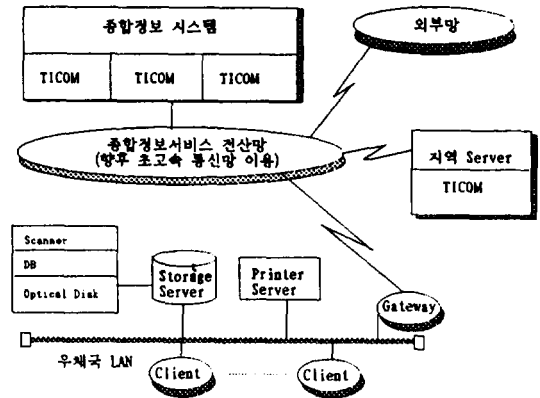 종합정보 시스템
TICOM TICOM TICOM
외부망
종합정보서비스 전산망
(향후 초고속 통신망 이용)
지역 Server
TICOM
Scanner
DB
Optical Disk
Storage
Server
Printer
Server
Gateway
우체국 LAN
Client
Client